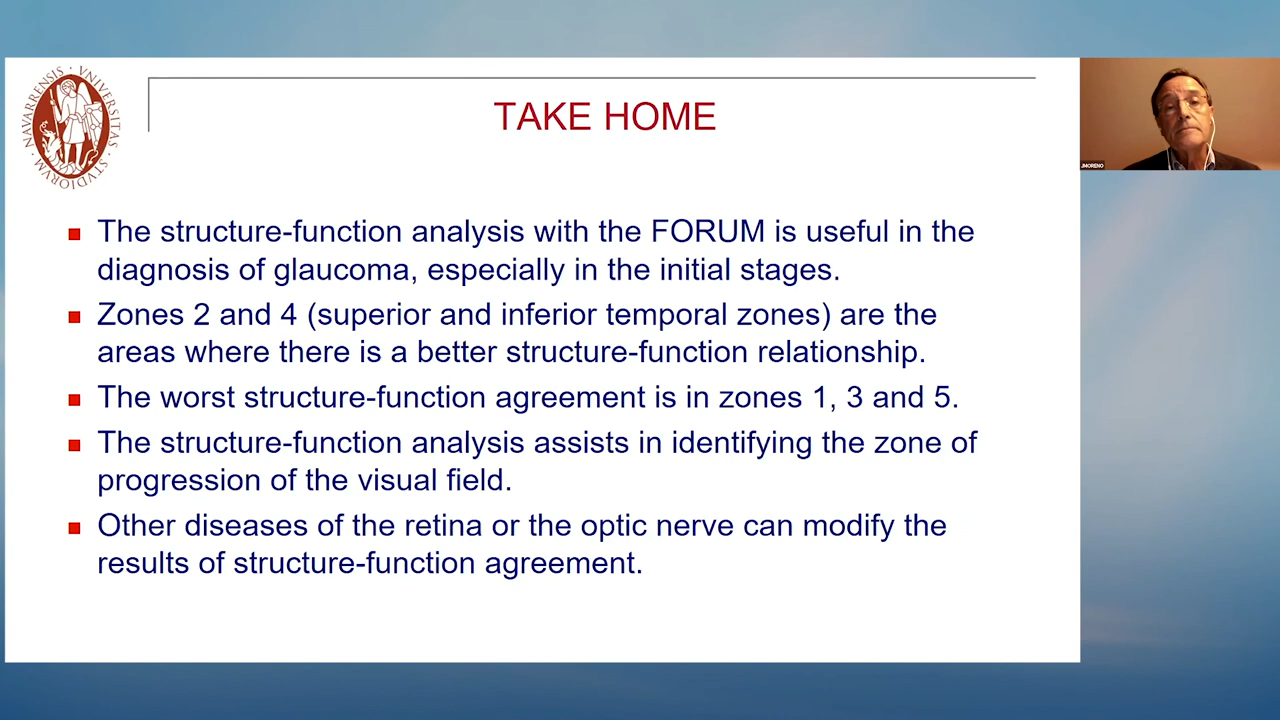 NAVARRENSIS · VNIVERSITAS · STVDIORVM
TAKE HOME
The structure-function analysis with the FORUM is useful in the
diagnosis of glaucoma, especially in the initial stages.
Zones 2 and 4 (superior and inferior temporal zones) are the
areas where there is a better structure-function relationship.
The worst structure-function agreement is in zones 1, 3 and 5.
The structure-function analysis assists in identifying the zone of
progression of the visual field.
Other diseases of the retina or the optic nerve can modify the
results of structure-function agreement.
JMORENO